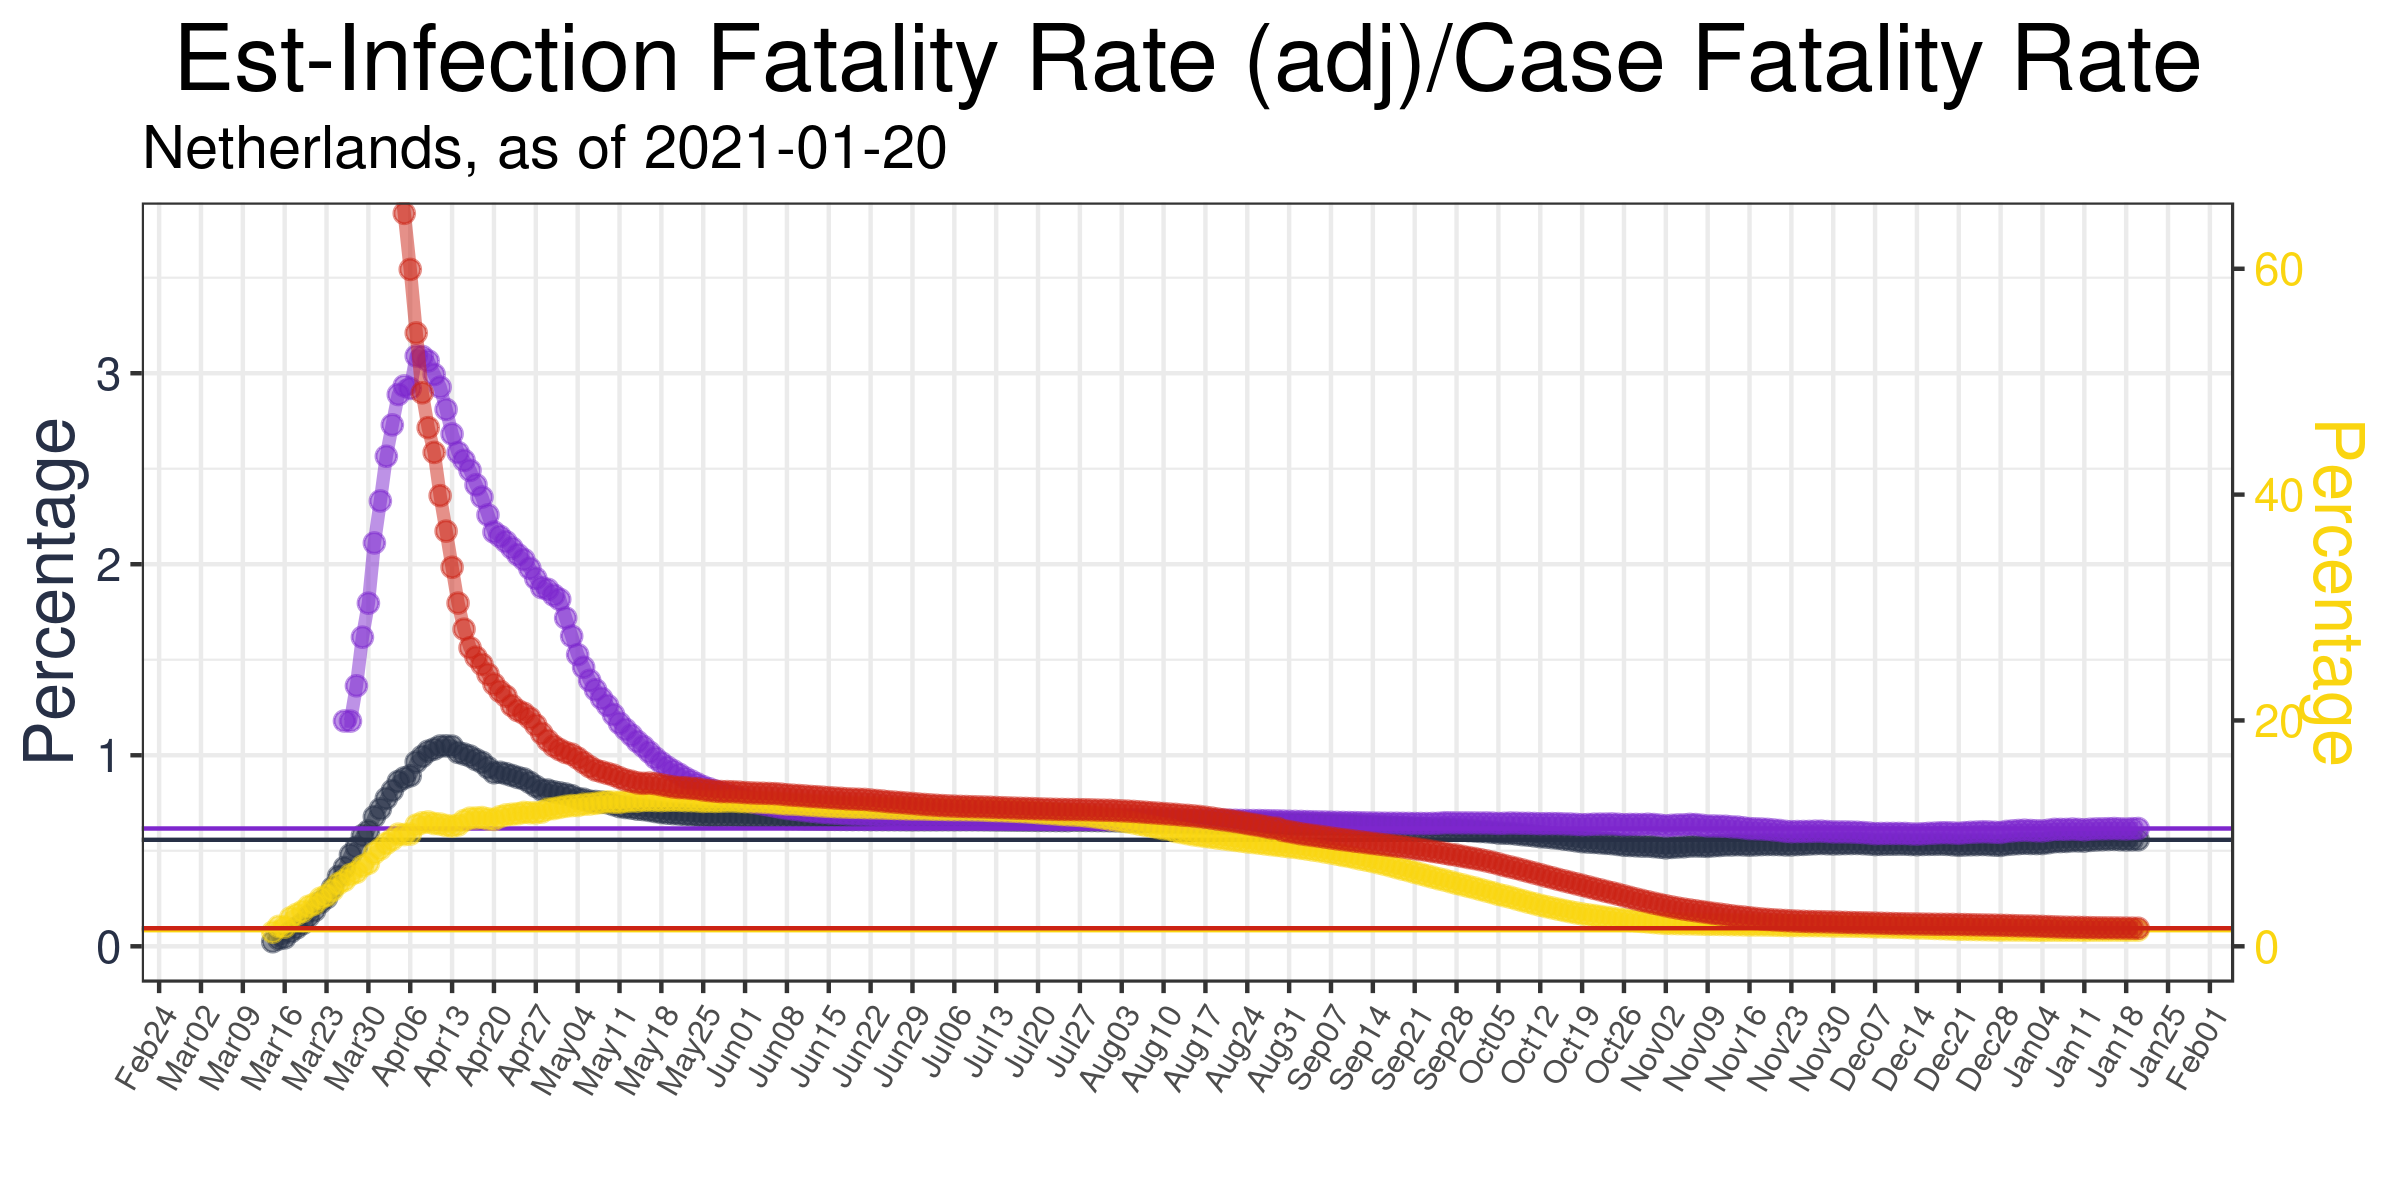 Est-Infection Fatality Rate (adj)/Case Fatality Rate
Netherlands, as of 2021-01-20
Percentage
3
2
1
0
60
40
20
0
Percentage
Feb24
Mar02
Mar09
Mar16
Mar23
Mar30
Apr06
Apr13
Apr20
Apr27
May04
May11
May18
May25
Jun01
Jun08
Jun15
Jun22
Jun29
Jul06
Jul13
Jul20
Jul27
Aug03
Aug10
Aug17
Aug24
Aug31
Sep07
Sep14
Sep21
Sep28
Oct05
Oct12
Oct19
Oct26
Nov02
Nov09
Nov16
Nov23
Nov30
Dec07
Dec14
Dec21
Dec28
Jan04
Jan11
Jan18
Jan25
Feb01